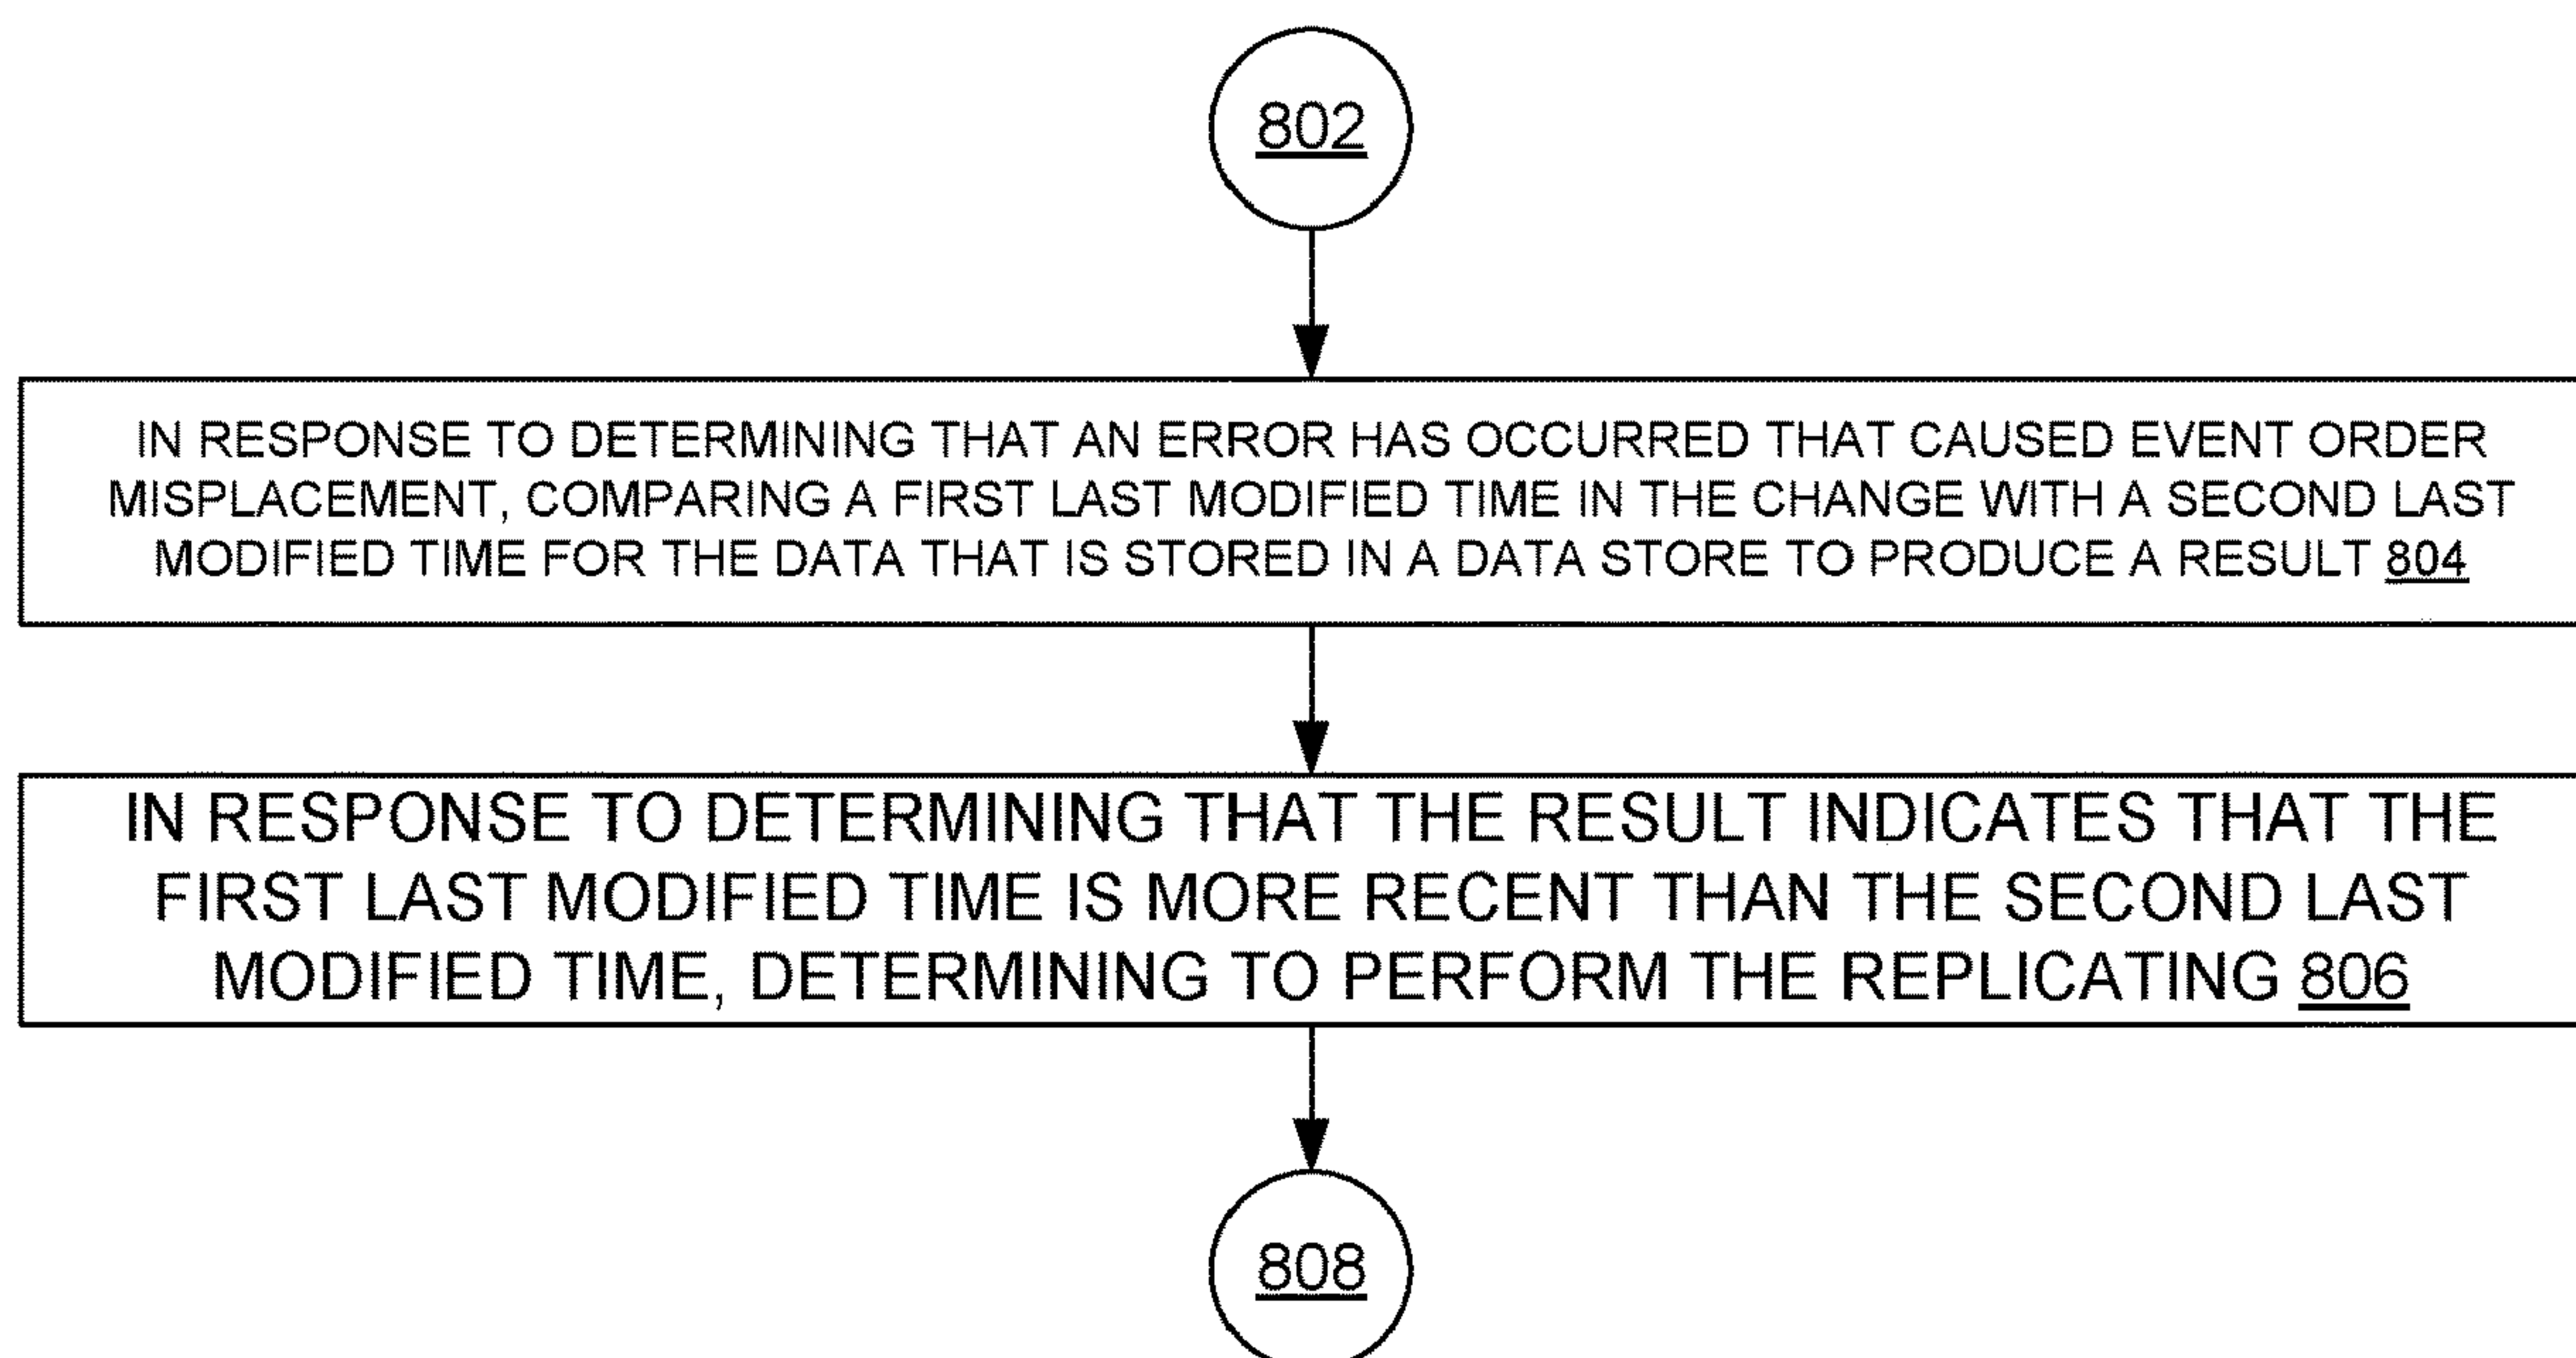 802
IN RESPONSE TO DETERMINING THAT AN ERROR HAS OCCURRED THAT CAUSED EVENT ORDER
MISPLACEMENT, COMPARING A FIRST LAST MODIFIED TIME IN THE CHANGE WITH A SECOND LAST
MODIFIED TIME FOR THE DATA THAT IS STORED IN A DATA STORE TO PRODUCE A RESULT 804
IN RESPONSE TO DETERMINING THAT THE RESULT INDICATES THAT THE
FIRST LAST MODIFIED TIME IS MORE RECENT THAN THE SECOND LAST
MODIFIED TIME, DETERMINING TO PERFORM THE REPLICATING 806
808